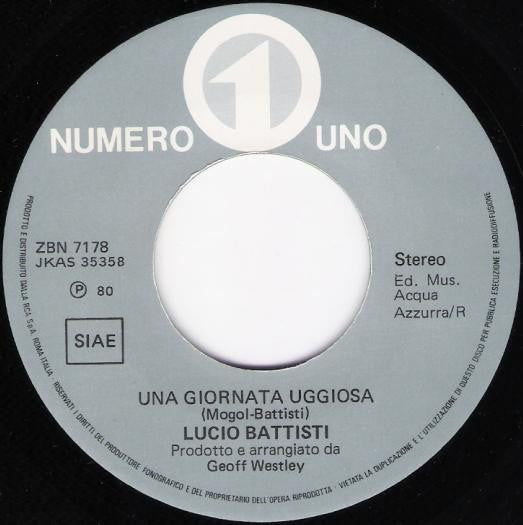 1
NUMERO UNO
ZBN 7178
JKAS 35358
Ⓟ 80
SIAE
Stereo
Ed. Mus.
Acqua
Azzurra/R
UNA GIORNATA UGGIOSA
(Mogol-Battisti)
LUCIO BATTISTI
Prodotto e arrangiato da
Geoff Westley
PRODOTTO E DISTRIBUITO DALLA RCA S.p.A. ROMA ITALIA - RISERVATI I DIRITTI DEL PRODUTTORE FONOGRAFICO E DEL PROPRIETARIO DELL'OPERA RIPRODOTTA - VIETATA LA DUPLICAZIONE E L'UTILIZZAZIONE DI QUESTO DISCO PER PUBBLICA ESECUZIONE E RADIODIFFUSIONE